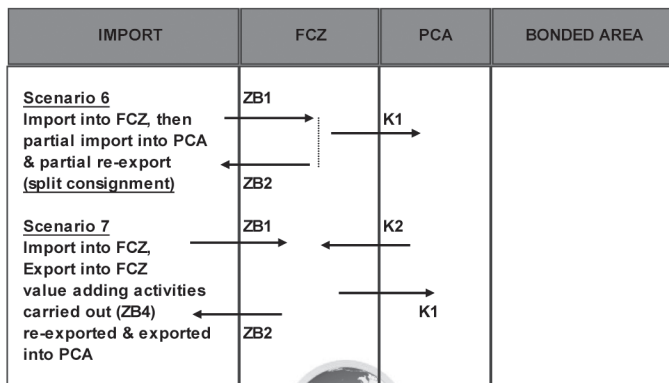 IMPORT FCZ PCA BONDED AREA
Scenario 6 ZB1
Import into FCZ, then K1
partial import into PCA
& partial re-export
(split consignment) ZB2
Scenario 7 ZB1 K2
Import into FCZ,
Export into FCZ
value adding activities
carried out (ZB4) K1
re-exported & exported ZB2
into PCA